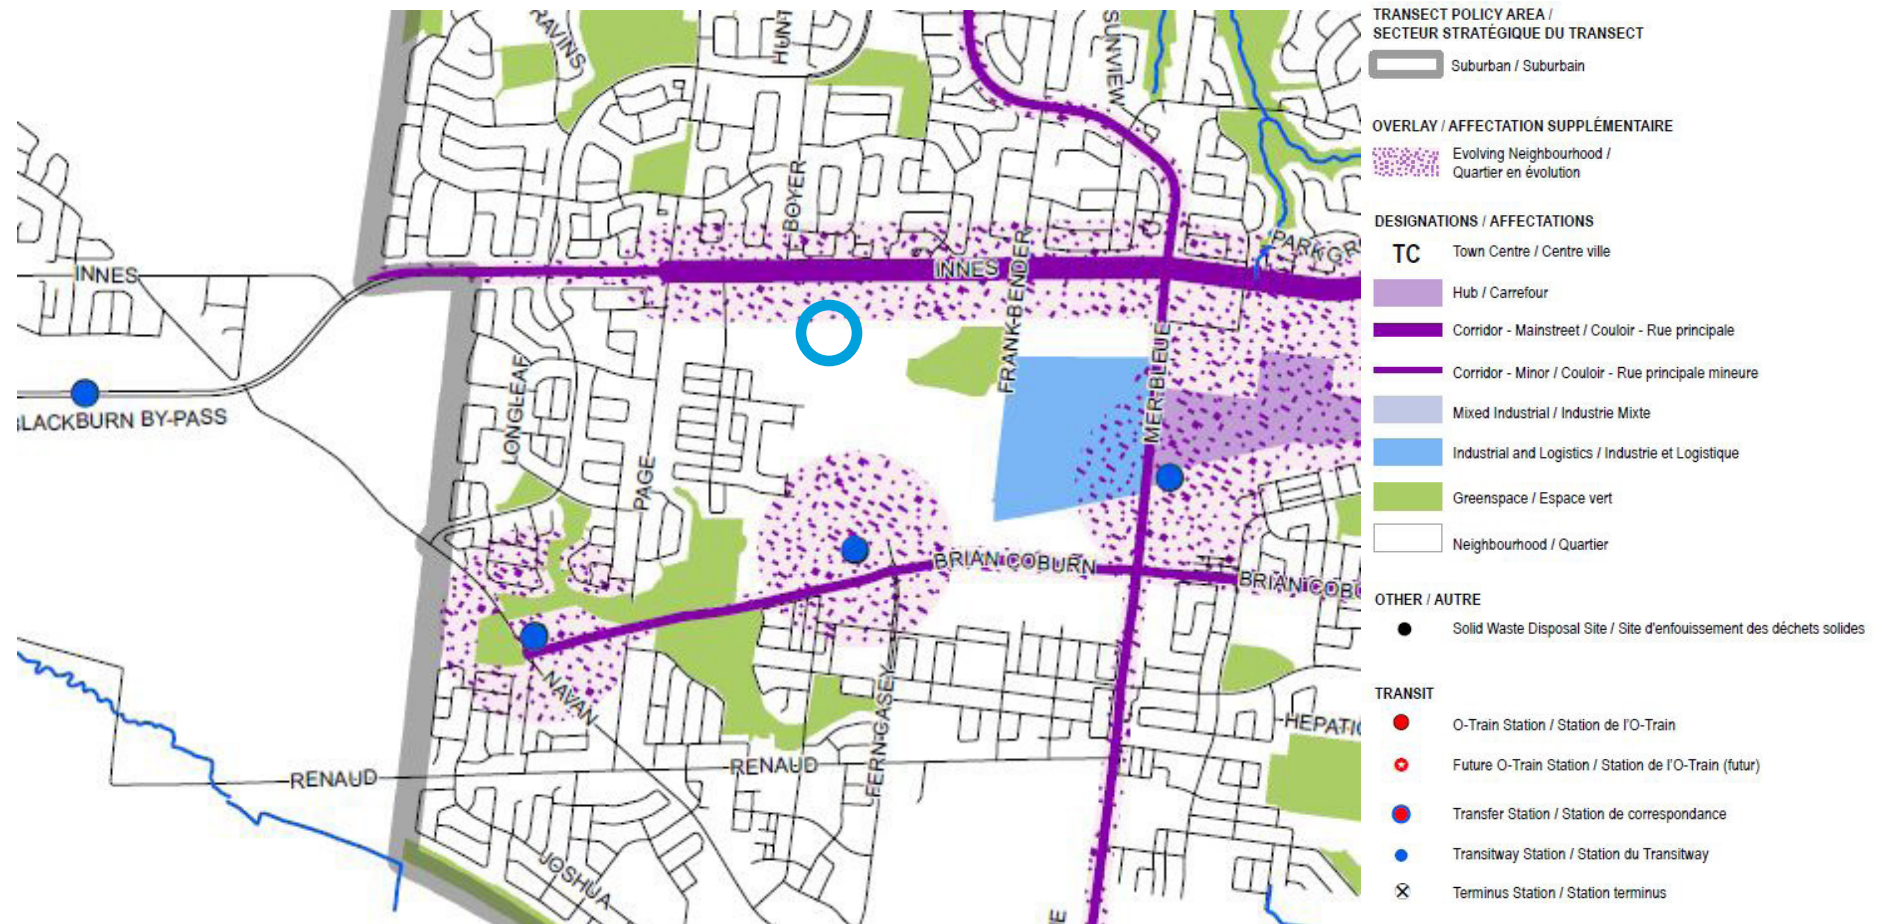 RAVINS
HUNT
SUNVIEW
BOYER
PARKGR
INNES
INNES
FRANK BENDER
MER BLEUE
LONGLEAF
LACKBURN BY-PASS
PAGE
BRIAN COBURN
BRIAN COBU
NAVAN
FERN CASEY
HEPATIC
RENAUD
RENAUD
JOSHUA
E
TRANSECT POLICY AREA /
SECTEUR STRATÉGIQUE DU TRANSECT
Suburban / Suburbain
OVERLAY / AFFECTATION SUPPLÉMENTAIRE
Evolving Neighbourhood /
Quartier en évolution
DESIGNATIONS / AFFECTATIONS
TC Town Centre / Centre ville
Hub / Carrefour
Corridor - Mainstreet / Couloir - Rue principale
Corridor - Minor / Couloir - Rue principale mineure
Mixed Industrial / Industrie Mixte
Industrial and Logistics / Industrie et Logistique
Greenspace / Espace vert
Neighbourhood / Quartier
OTHER / AUTRE
Solid Waste Disposal Site / Site d'enfouissement des déchets solides
TRANSIT
O-Train Station / Station de l'O-Train
Future O-Train Station / Station de l'O-Train (futur)
Transfer Station / Station de correspondance
Transitway Station / Station du Transitway
Terminus Station / Station terminus